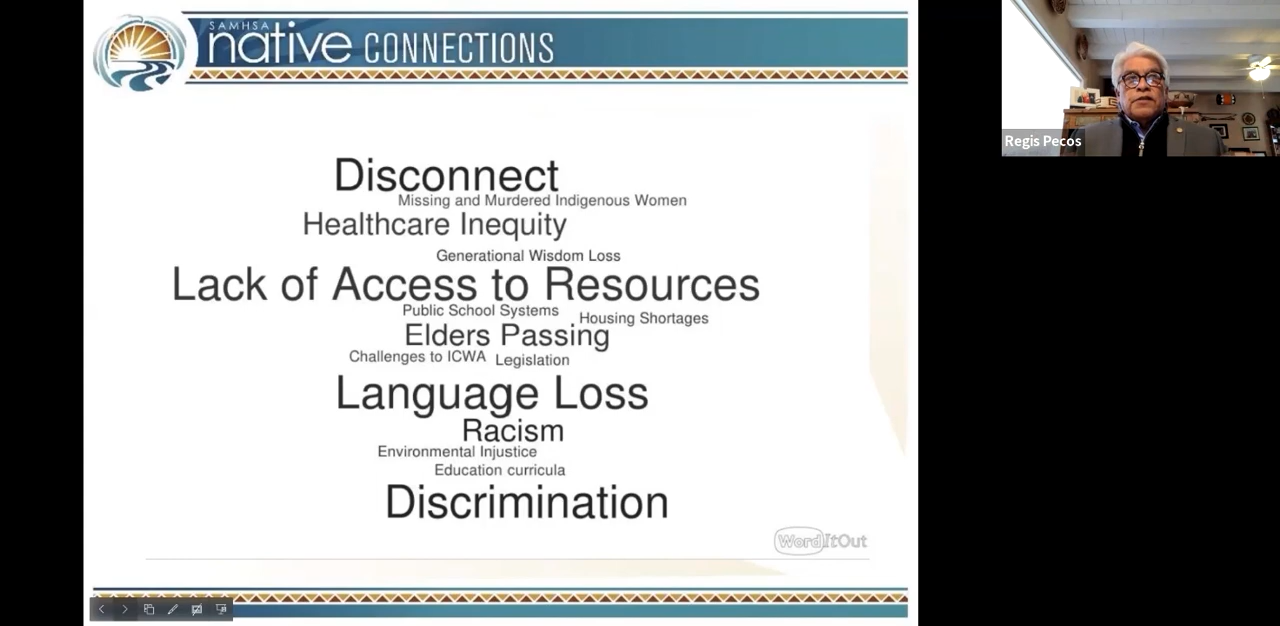 SAMHSA
native CONNECTIONS
Regis Pecos
Disconnect
Missing and Murdered Indigenous Women
Healthcare Inequity
Generational Wisdom Loss
Lack of Access to Resources
Public School Systems
Housing Shortages
Elders Passing
Challenges to ICWA Legislation
Language Loss
Racism
Environmental Injustice
Education curricula
Discrimination
WordItOut